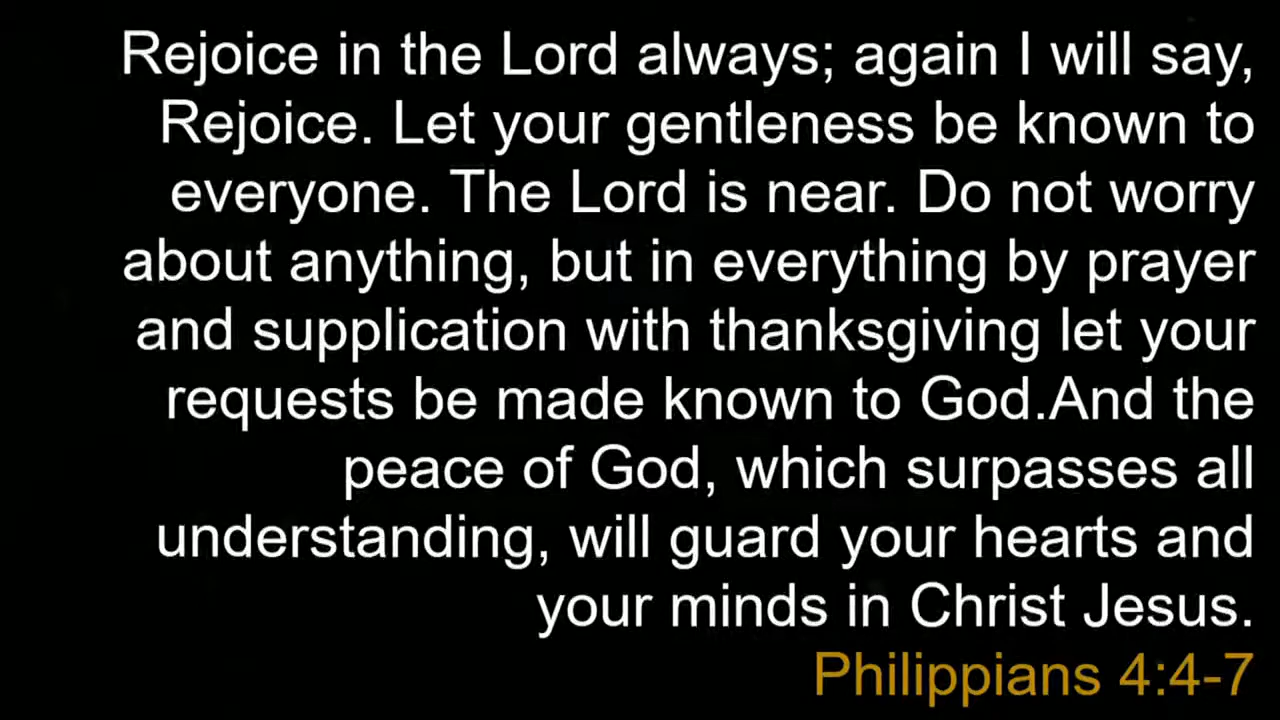 Rejoice in the Lord always; again I will say,
Rejoice. Let your gentleness be known to
everyone. The Lord is near. Do not worry
about anything, but in everything by prayer
and supplication with thanksgiving let your
requests be made known to God.And the
peace of God, which surpasses all
understanding, will guard your hearts and
your minds in Christ Jesus.
Philippians 4:4-7